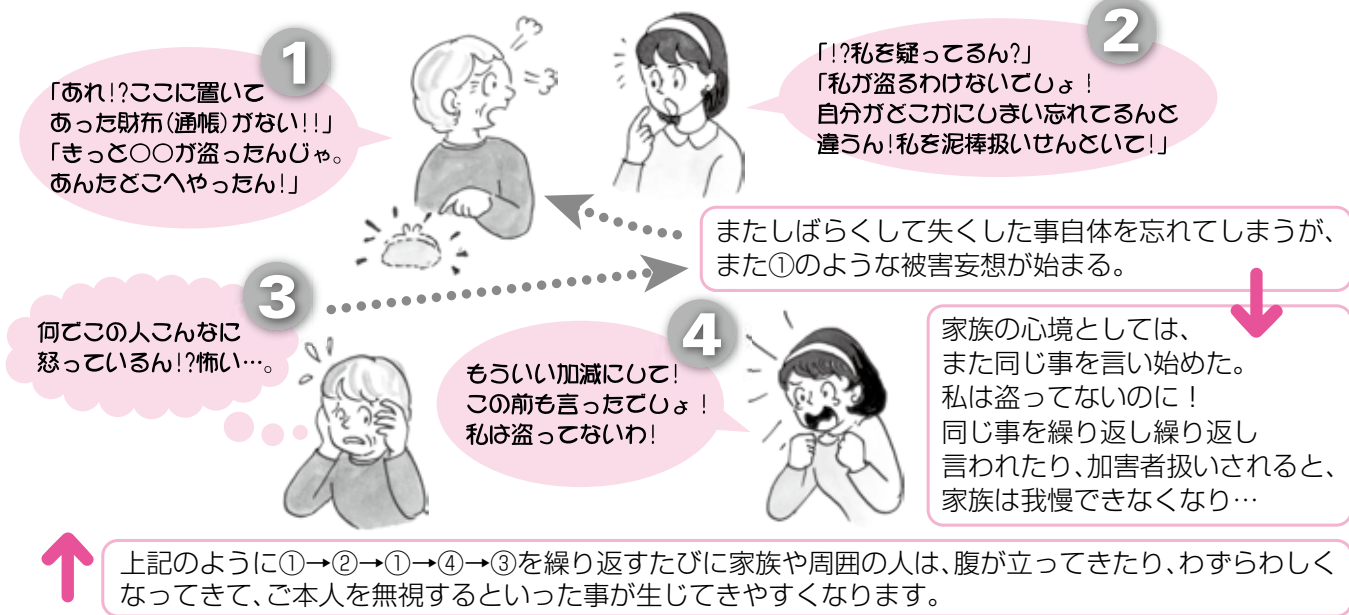 1
「あれ!?ここに置いて
あった財布(通帳)がない!!」
「きっと○○が盗ったんじゃ。
あんたどこへやったん!」
2
「!?私を疑ってるん?」
「私が盗るわけないでしょ!
自分がどこかにしまい忘れてるんと
違うん!私を泥棒扱いせんといて!」
またしばらくして失くした事自体を忘れてしまうが、
また①のような被害妄想が始まる。
3
何でこの人こんなに
怒っているん!?怖い…。
4
もういい加減にして!
この前も言ったでしょ!
私は盗ってないわ!
家族の心境としては、
また同じ事を言い始めた。
私は盗ってないのに!
同じ事を繰り返し繰り返し
言われたり、加害者扱いされると、
家族は我慢できなくなり…
上記のように①→②→①→④→③を繰り返すたびに家族や周囲の人は、腹が立ってきたり、わずらわしく
なってきて、ご本人を無視するといった事が生じてきやすくなります。